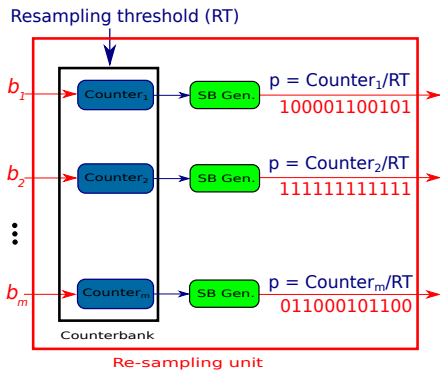 Resampling threshold (RT)
b₁ Counter₁ SB Gen. p = Counter₁/RT
100001100101
b₂ Counter₂ SB Gen. p = Counter₂/RT
111111111111
bₘ Counterₘ SB Gen. p = Counterₘ/RT
011000101100
Counterbank
Re-sampling unit